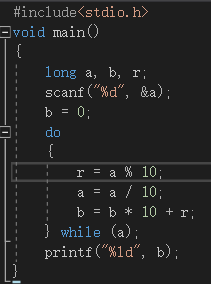 #include<stdio.h>
void main()
{
long a, b, r;
scanf("%d", &a);
b = 0;
do
{
r = a % 10;
a = a / 10;
b = b * 10 + r;
} while (a);
printf("%ld", b);
}